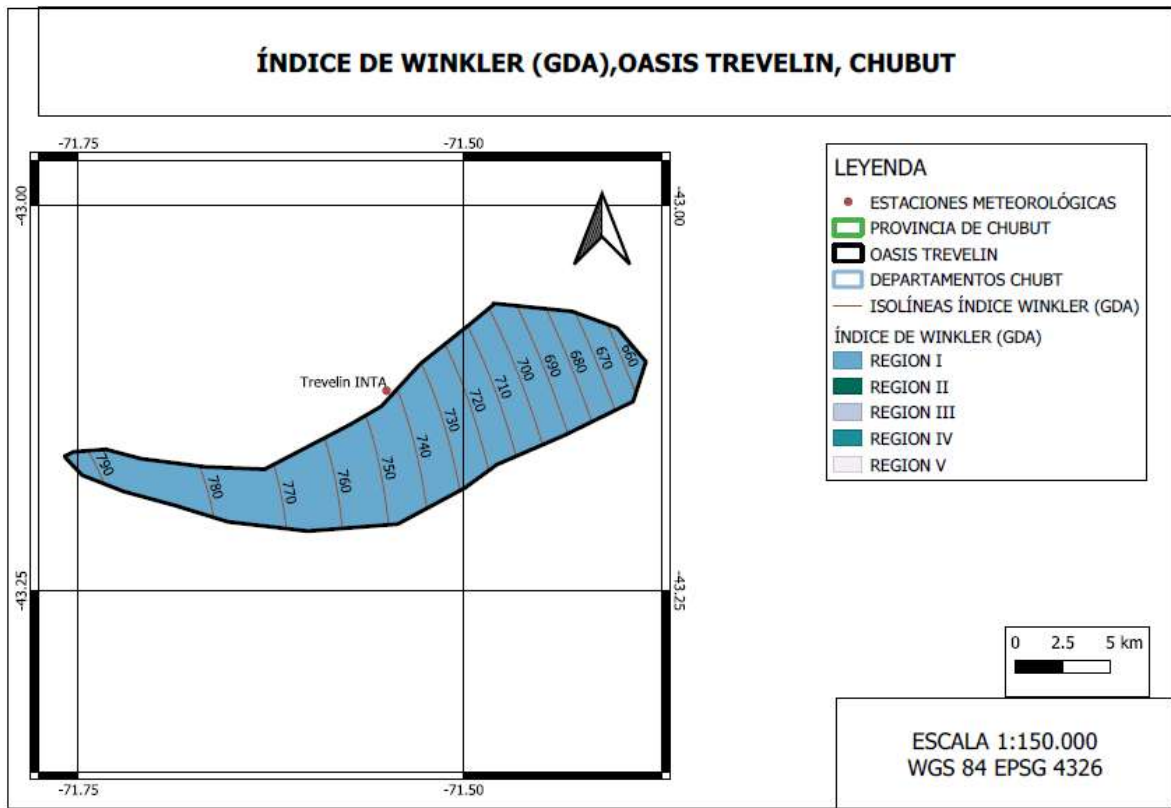 ÍNDICE DE WINKLER (GDA),OASIS TREVELIN, CHUBUT
-71.75
-71.50
-43.00
-43.00
Trevelin INTA
790
780
770
760
750
740
730
720
710
700
690
680
670
660
-43.25
-43.25
-71.75
-71.50
LEYENDA
ESTACIONES METEOROLÓGICAS
PROVINCIA DE CHUBUT
OASIS TREVELIN
DEPARTAMENTOS CHUBT
ISOLÍNEAS ÍNDICE WINKLER (GDA)
ÍNDICE DE WINKLER (GDA)
REGION I
REGION II
REGION III
REGION IV
REGION V
0 2.5 5 km
ESCALA 1:150.000
WGS 84 EPSG 4326